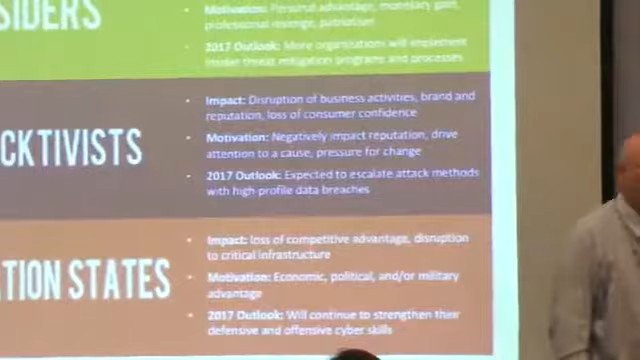 SIDERS
• Motivation: Personal advantage, monetary gain,
professional revenge, patriotism
• 2017 Outlook: More organizations will implement
insider threat mitigation programs and processes
CKTIVISTS
• Impact: Disruption of business activities, brand and
reputation, loss of consumer confidence
• Motivation: Negatively impact reputation, drive
attention to a cause, pressure for change
• 2017 Outlook: Expected to escalate attack methods
with high-profile data breaches
TION STATES
• Impact: loss of competitive advantage, disruption
to critical infrastructure
• Motivation: Economic, political, and/or military
advantage
• 2017 Outlook: Will continue to strengthen their
defensive and offensive cyber skills